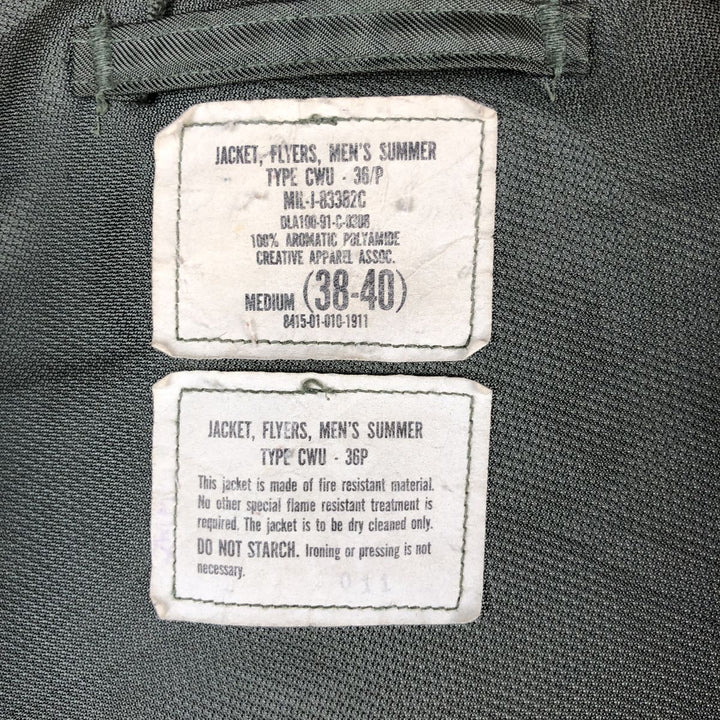 JACKET, FLYERS, MEN'S SUMMER
TYPE CWU - 36/P
MIL-J-83382C
DLA100-91-C-0308
100% AROMATIC POLYAMIDE
CREATIVE APPAREL ASSOC.
MEDIUM (38-40)
8415-01-010-1911
JACKET, FLYERS, MEN'S SUMMER
TYPE CWU - 36P
This jacket is made of fire resistant material.
No other special flame resistant treatment is
required. The jacket is to be dry cleaned only.
DO NOT STARCH. Ironing or pressing is not
necessary.
011